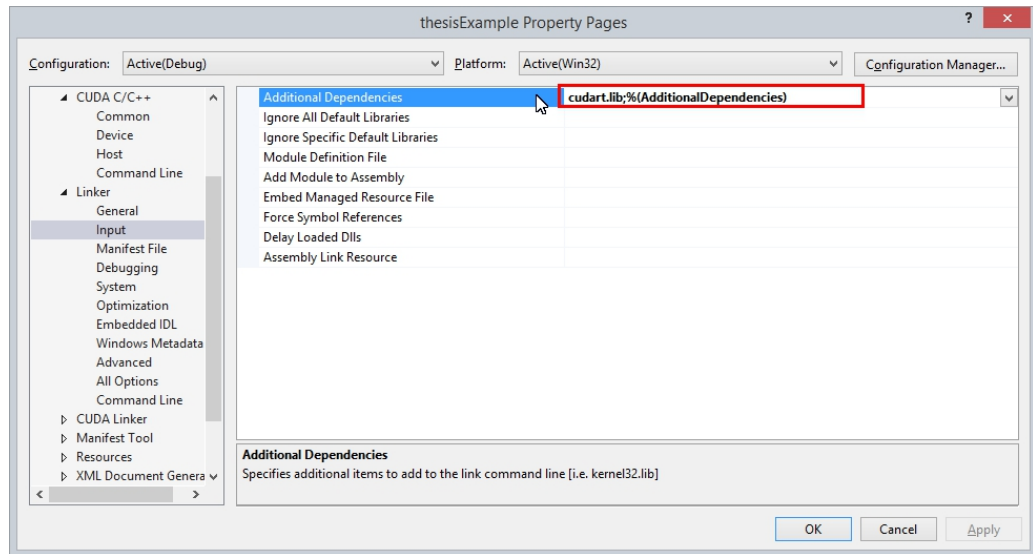 thesisExample Property Pages
?
Configuration: Active(Debug) Platform: Active(Win32) Configuration Manager...
CUDA C/C++
Common
Device
Host
Command Line
Linker
General
Input
Manifest File
Debugging
System
Optimization
Embedded IDL
Windows Metadata
Advanced
All Options
Command Line
CUDA Linker
Manifest Tool
Resources
XML Document Genera
Additional Dependencies cudart.lib;%(AdditionalDependencies)
Ignore All Default Libraries
Ignore Specific Default Libraries
Module Definition File
Add Module to Assembly
Embed Managed Resource File
Force Symbol References
Delay Loaded Dlls
Assembly Link Resource
Additional Dependencies
Specifies additional items to add to the link command line [i.e. kernel32.lib]
OK Cancel Apply